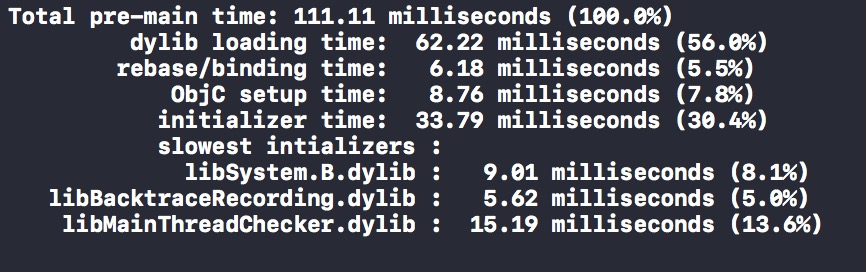 Total pre-main time: 111.11 milliseconds (100.0%)
dylib loading time:  62.22 milliseconds (56.0%)
rebase/binding time:   6.18 milliseconds (5.5%)
ObjC setup time:   8.76 milliseconds (7.8%)
initializer time:  33.79 milliseconds (30.4%)
slowest intializers :
libSystem.B.dylib :   9.01 milliseconds (8.1%)
libBacktraceRecording.dylib :   5.62 milliseconds (5.0%)
libMainThreadChecker.dylib :  15.19 milliseconds (13.6%)